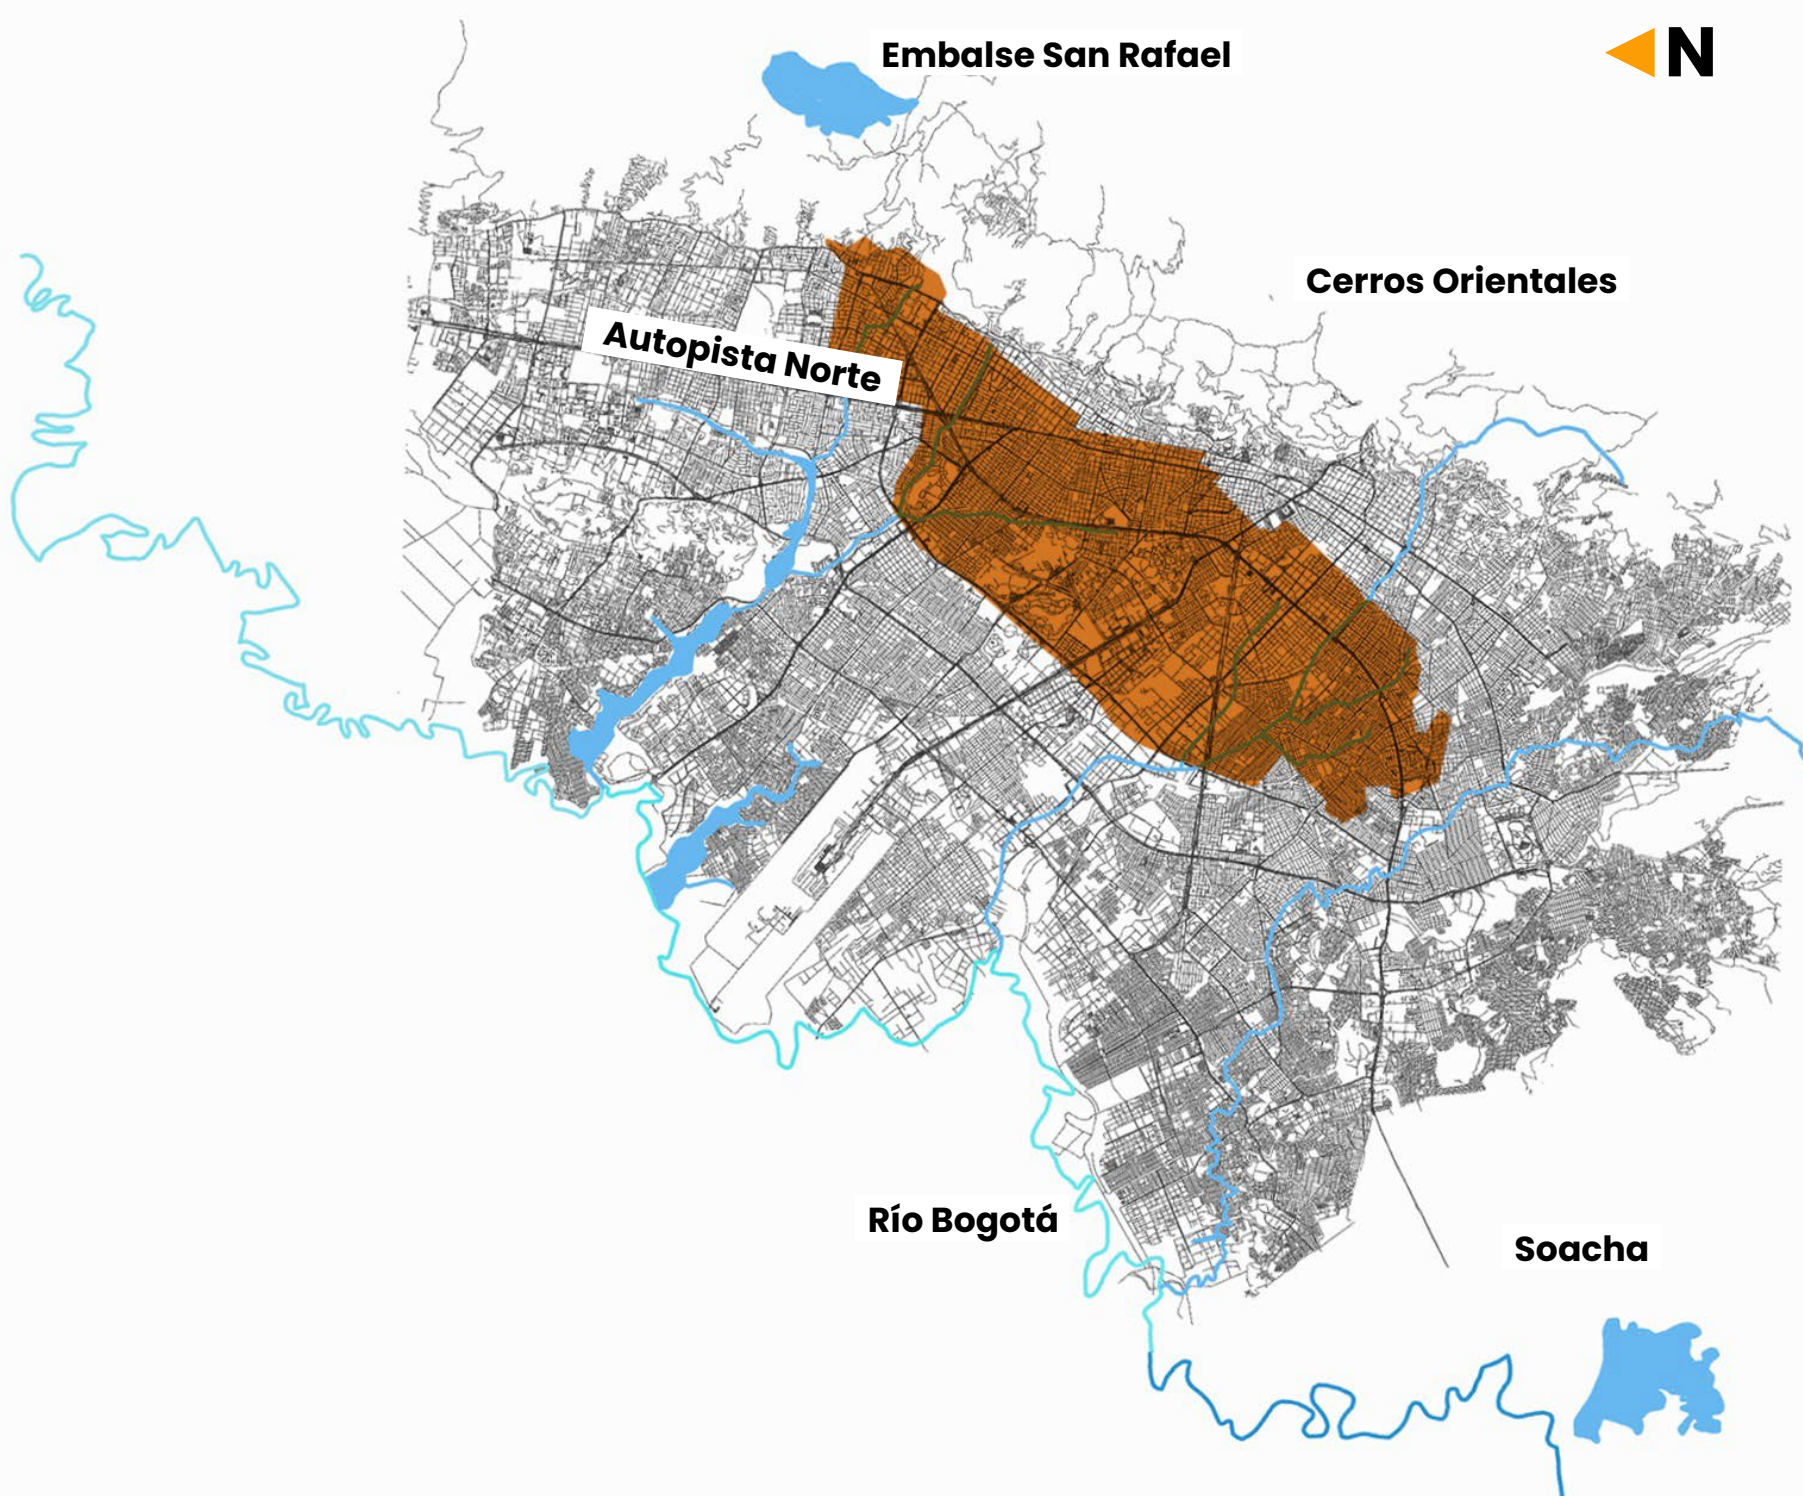 Embalse San Rafael
N
Cerros Orientales
Autopista Norte
Río Bogotá
Soacha